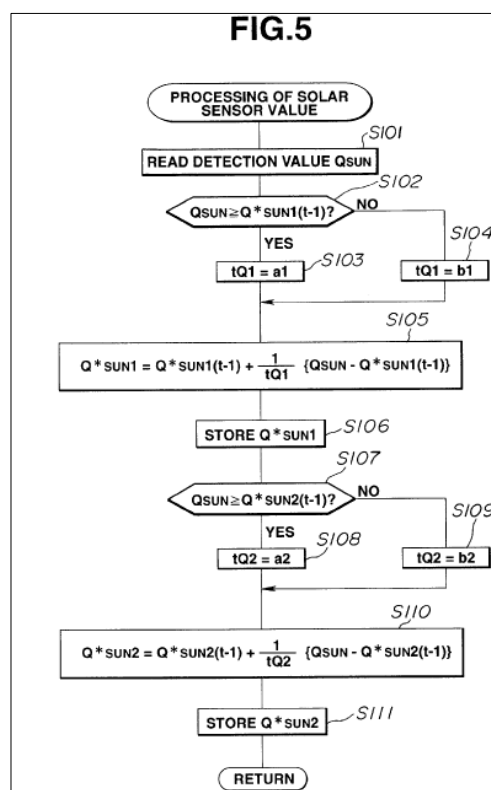 FIG.5
PROCESSING OF SOLAR
SENSOR VALUE
S101
READ DETECTION VALUE QSUN
S102
QSUN≥Q*SUN1(t-1)?
NO
YES
S103
S104
tQ1 = a1
tQ1 = b1
S105
Q*SUN1 = Q*SUN1(t-1) + 1/tQ1 {QSUN - Q*SUN1(t-1)}
S106
STORE Q*SUN1
S107
QSUN≥Q*SUN2(t-1)?
NO
YES
S108
S109
tQ2 = a2
tQ2 = b2
S110
Q*SUN2 = Q*SUN2(t-1) + 1/tQ2 {QSUN - Q*SUN2(t-1)}
S111
STORE Q*SUN2
RETURN